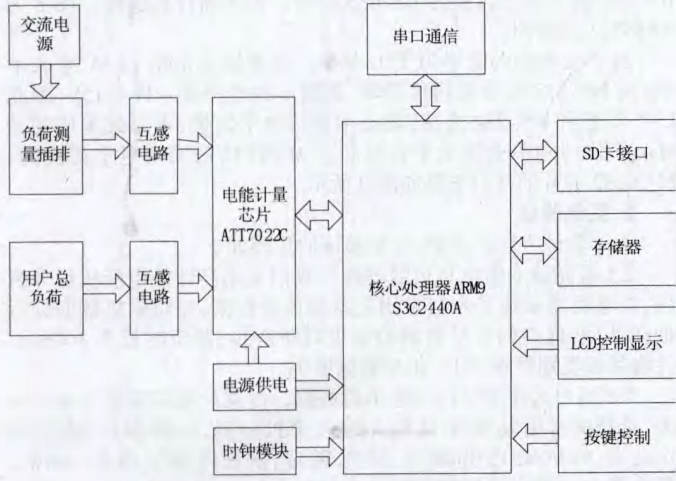 交流电
源
串口通信
负荷测
量插排
互感
电路
电能计量
芯片
ATT7022C
SD卡接口
存储器
用户总
负荷
互感
电路
核心处理器ARM9
S3C2440A
LCD控制显示
电源供电
时钟模块
按键控制